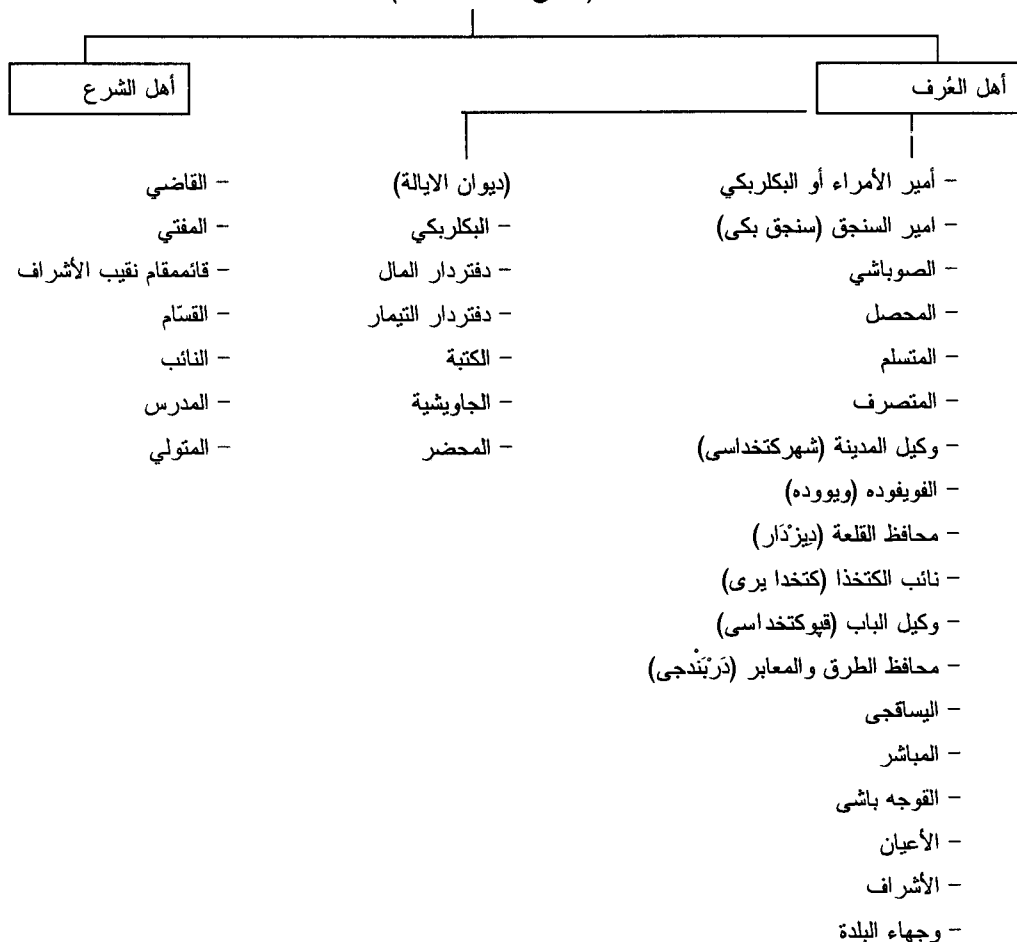 أهل العُرف
- أمير الأمراء أو البكلربكي
- امير السنجق (سنجق بكى)
- الصوباشي
- المحصل
- المتسلم
- المتصرف
- وكيل المدينة (شهركتخداسى)
- الفويفوده (ويووده)
- محافظ القلعة (دِيزْدَار)
- نائب الكتخذا (كتخدا يرى)
- وكيل الباب (قپوكتخداسى)
- محافظ الطرق والمعابر (دَرْبَنْدجى)
- اليساقجى
- المباشر
- القوجه باشى
- الأعيان
- الأشراف
- وجهاء البلدة
(ديوان الايالة)
- البكلربكي
- دفتردار المال
- دفتردار التيمار
- الكتبة
- الجاويشية
- المحضر
أهل الشرع
- القاضي
- المفتي
- قائممقام نقيب الأشراف
- القسّام
- النائب
- المدرس
- المتولي